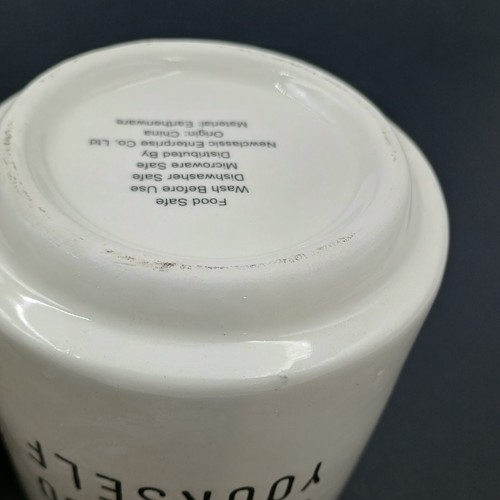 Food Safe
Wash Before Use
Dishwasher Safe
Microware Safe
Distributed By
Newclassic Enterprise Co. Ltd
Origin: China
Material: Earthenware
YOURSELF